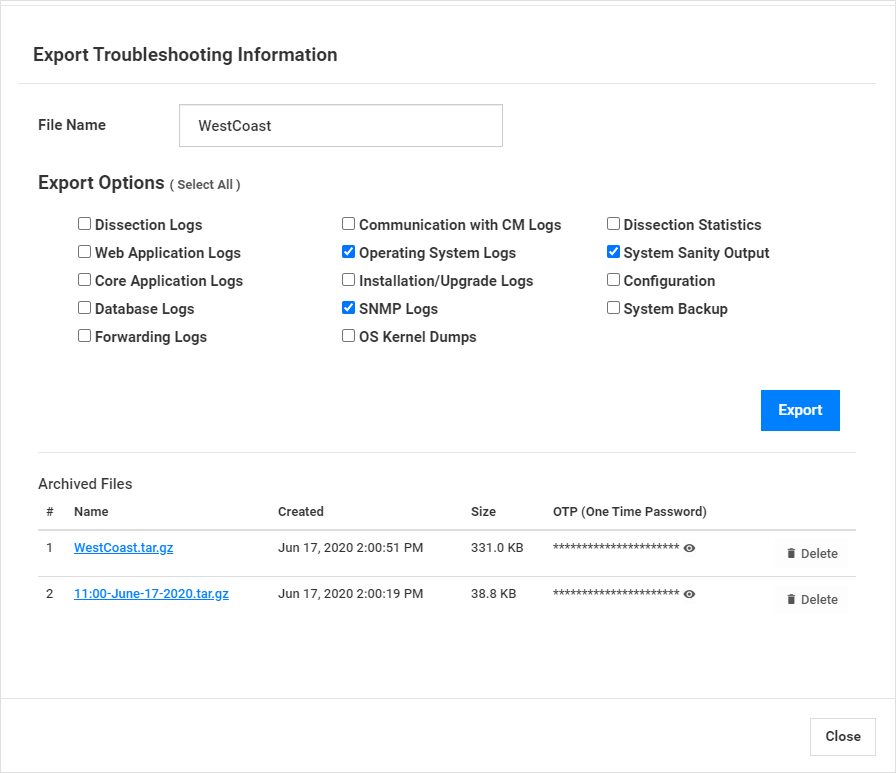 Export Troubleshooting Information
File Name
WestCoast
Export Options ( Select All )
Dissection Logs Communication with CM Logs Dissection Statistics
Web Application Logs Operating System Logs System Sanity Output
Core Application Logs Installation/Upgrade Logs Configuration
Database Logs SNMP Logs System Backup
Forwarding Logs OS Kernel Dumps
Export
Archived Files
# Name Created Size OTP (One Time Password)
1 WestCoast.tar.gz Jun 17, 2020 2:00:51 PM 331.0 KB ********************** Delete
2 11:00-June-17-2020.tar.gz Jun 17, 2020 2:00:19 PM 38.8 KB ********************** Delete
Close